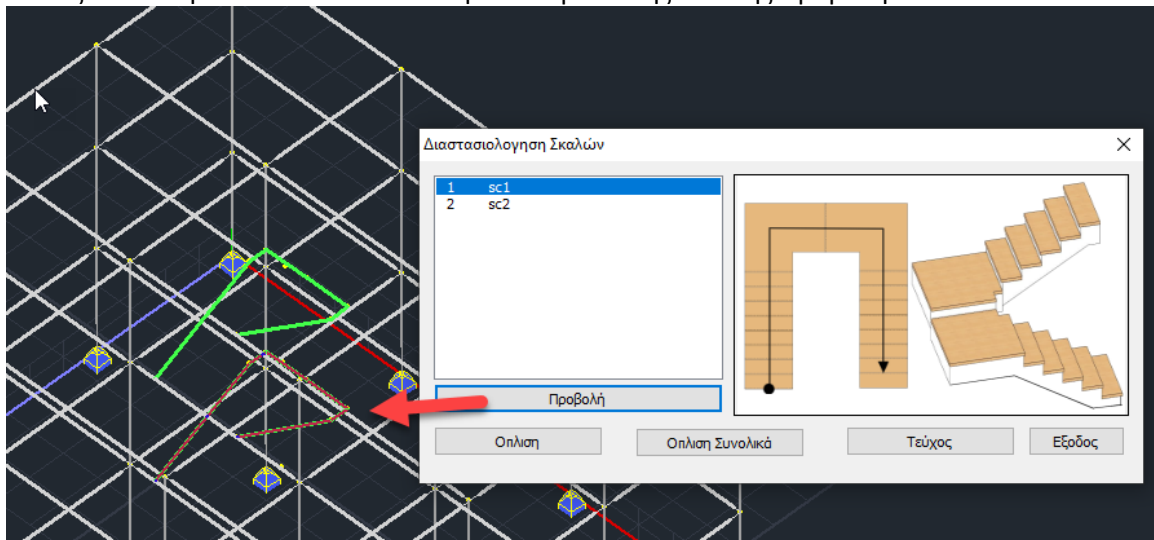 Διαστασιολογηση Σκαλών
1 sc1
2 sc2
Προβολή
Οπλιση
Οπλιση Συνολικά
Τεύχος
Εξοδος